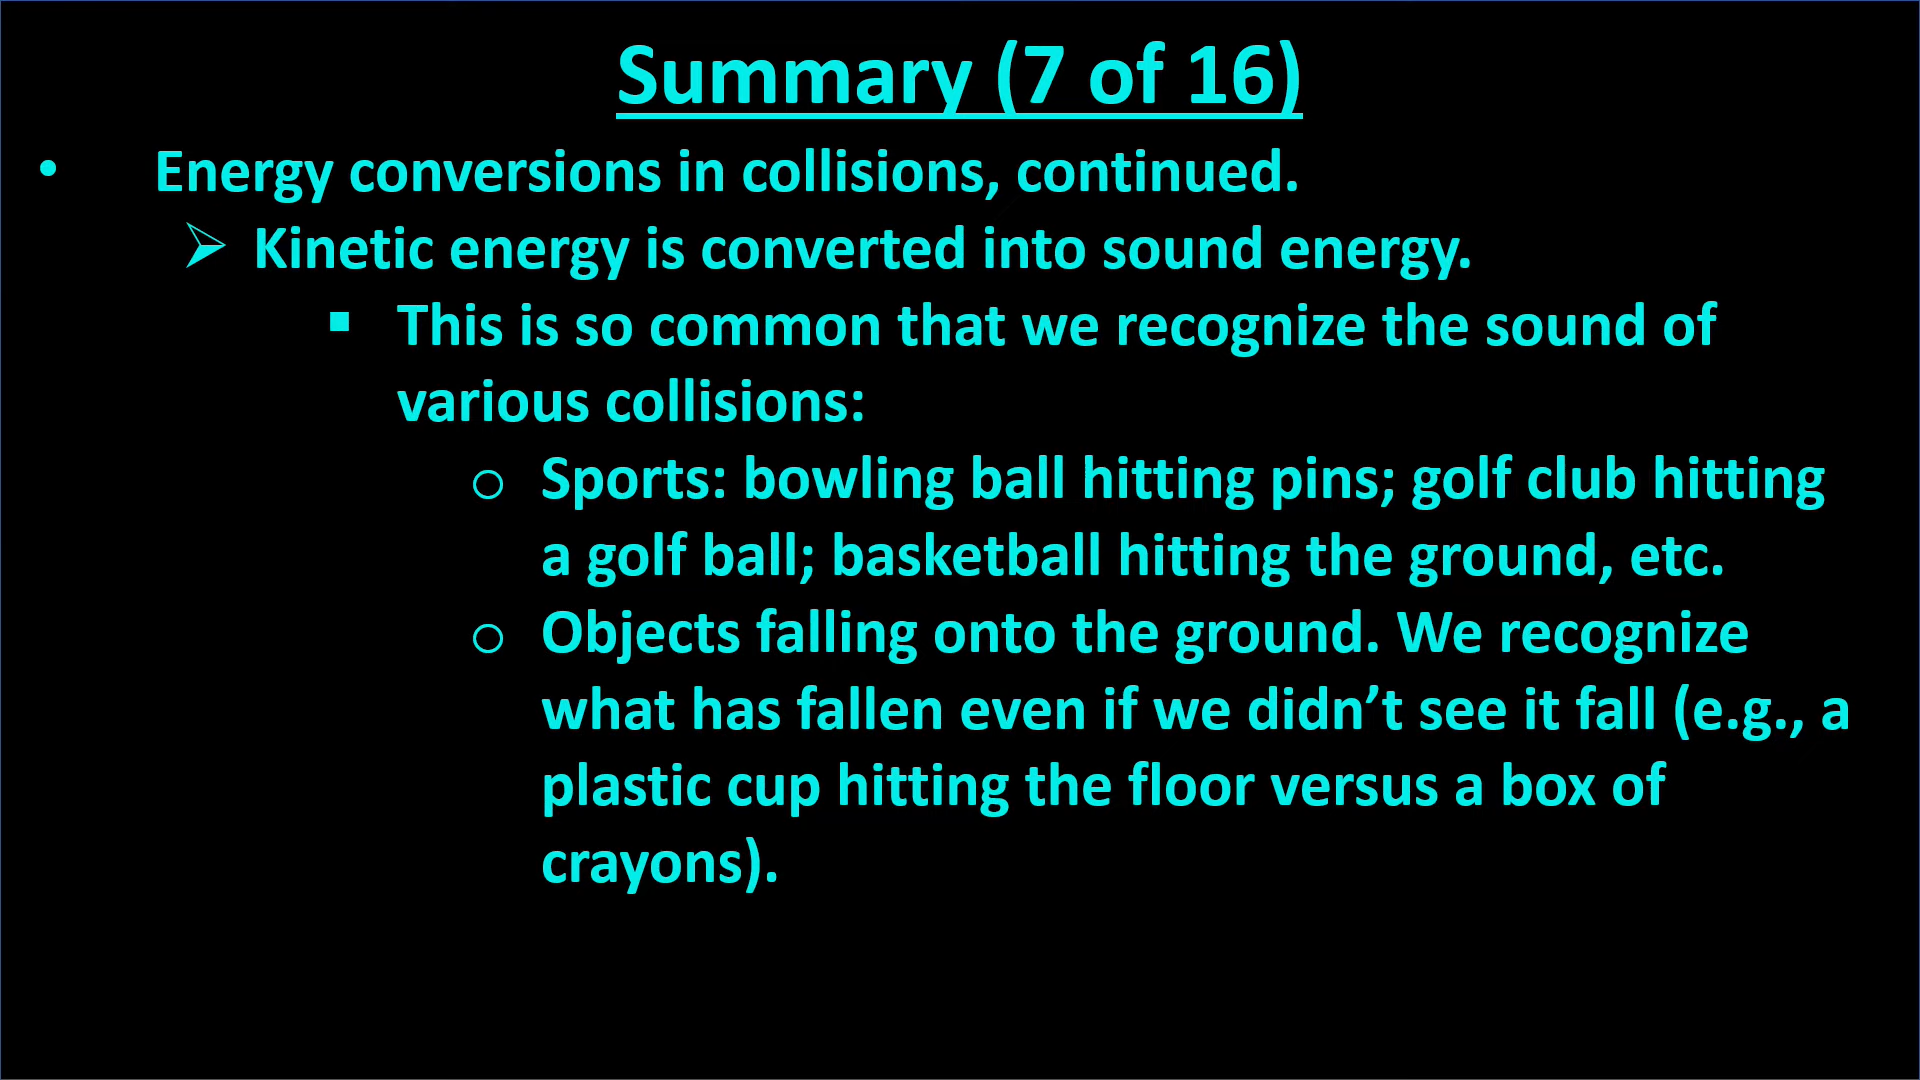 Summary (7 of 16)
• Energy conversions in collisions, continued.
➢ Kinetic energy is converted into sound energy.
▪ This is so common that we recognize the sound of
various collisions:
o Sports: bowling ball hitting pins; golf club hitting
a golf ball; basketball hitting the ground, etc.
o Objects falling onto the ground. We recognize
what has fallen even if we didn’t see it fall (e.g., a
plastic cup hitting the floor versus a box of
crayons).